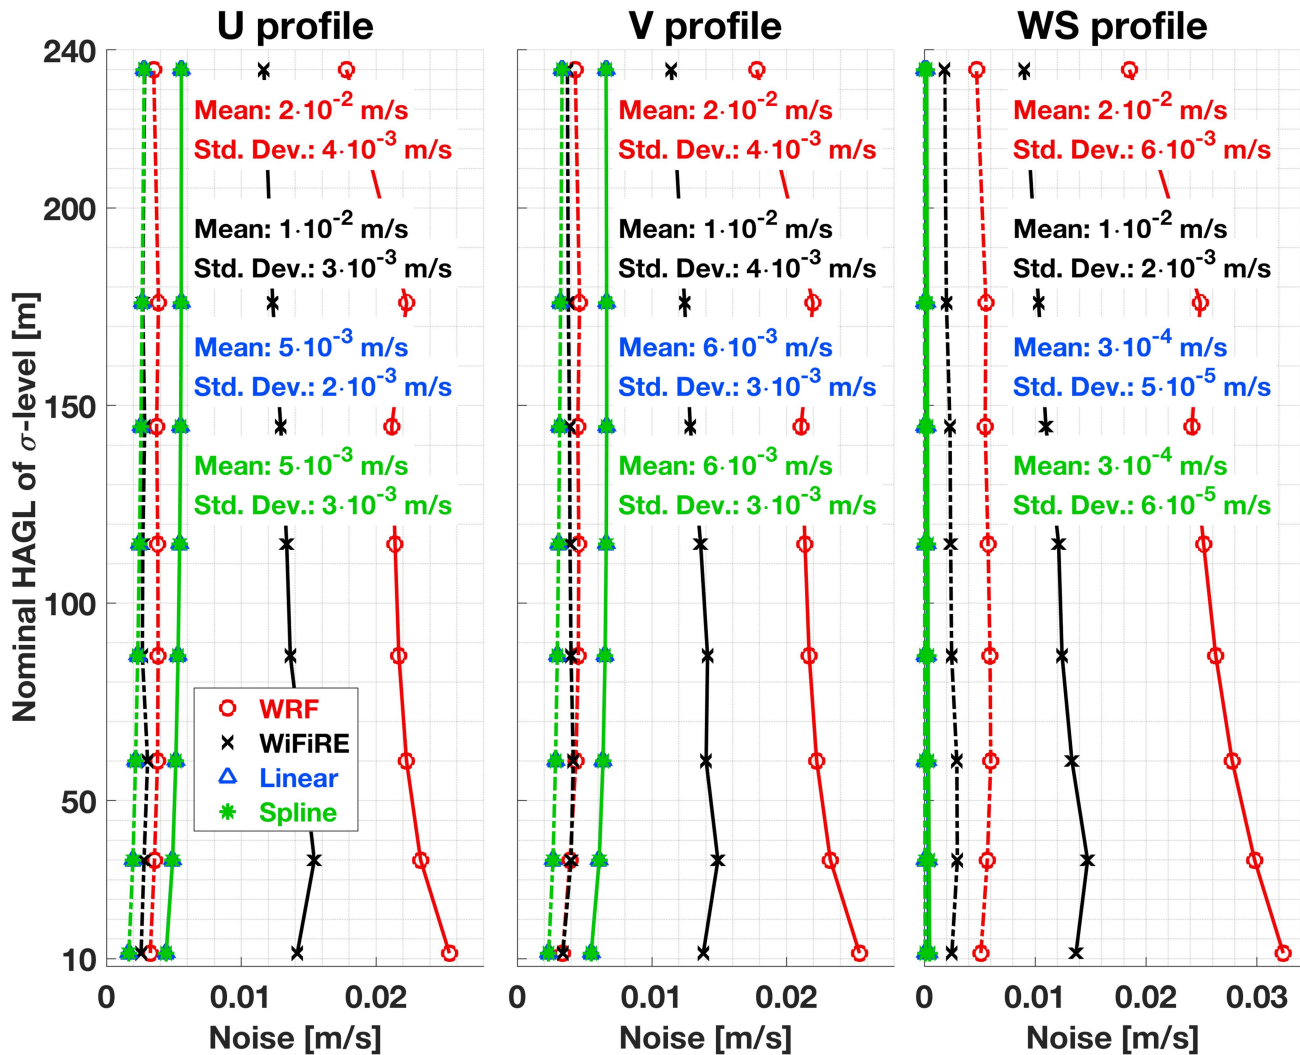 U profile
V profile
WS profile
Nominal HAGL of σ-level [m]
240
200
150
100
50
10
Mean: 2·10⁻² m/s
Std. Dev.: 4·10⁻³ m/s
Mean: 1·10⁻² m/s
Std. Dev.: 3·10⁻³ m/s
Mean: 5·10⁻³ m/s
Std. Dev.: 2·10⁻³ m/s
Mean: 5·10⁻³ m/s
Std. Dev.: 3·10⁻³ m/s
WRF
WiFiRE
Linear
Spline
0 0.01 0.02
Noise [m/s]
Mean: 2·10⁻² m/s
Std. Dev.: 4·10⁻³ m/s
Mean: 1·10⁻² m/s
Std. Dev.: 4·10⁻³ m/s
Mean: 6·10⁻³ m/s
Std. Dev.: 3·10⁻³ m/s
Mean: 6·10⁻³ m/s
Std. Dev.: 3·10⁻³ m/s
0 0.01 0.02
Noise [m/s]
Mean: 2·10⁻² m/s
Std. Dev.: 6·10⁻³ m/s
Mean: 1·10⁻² m/s
Std. Dev.: 2·10⁻³ m/s
Mean: 3·10⁻⁴ m/s
Std. Dev.: 5·10⁻⁵ m/s
Mean: 3·10⁻⁴ m/s
Std. Dev.: 6·10⁻⁵ m/s
0 0.01 0.02 0.03
Noise [m/s]